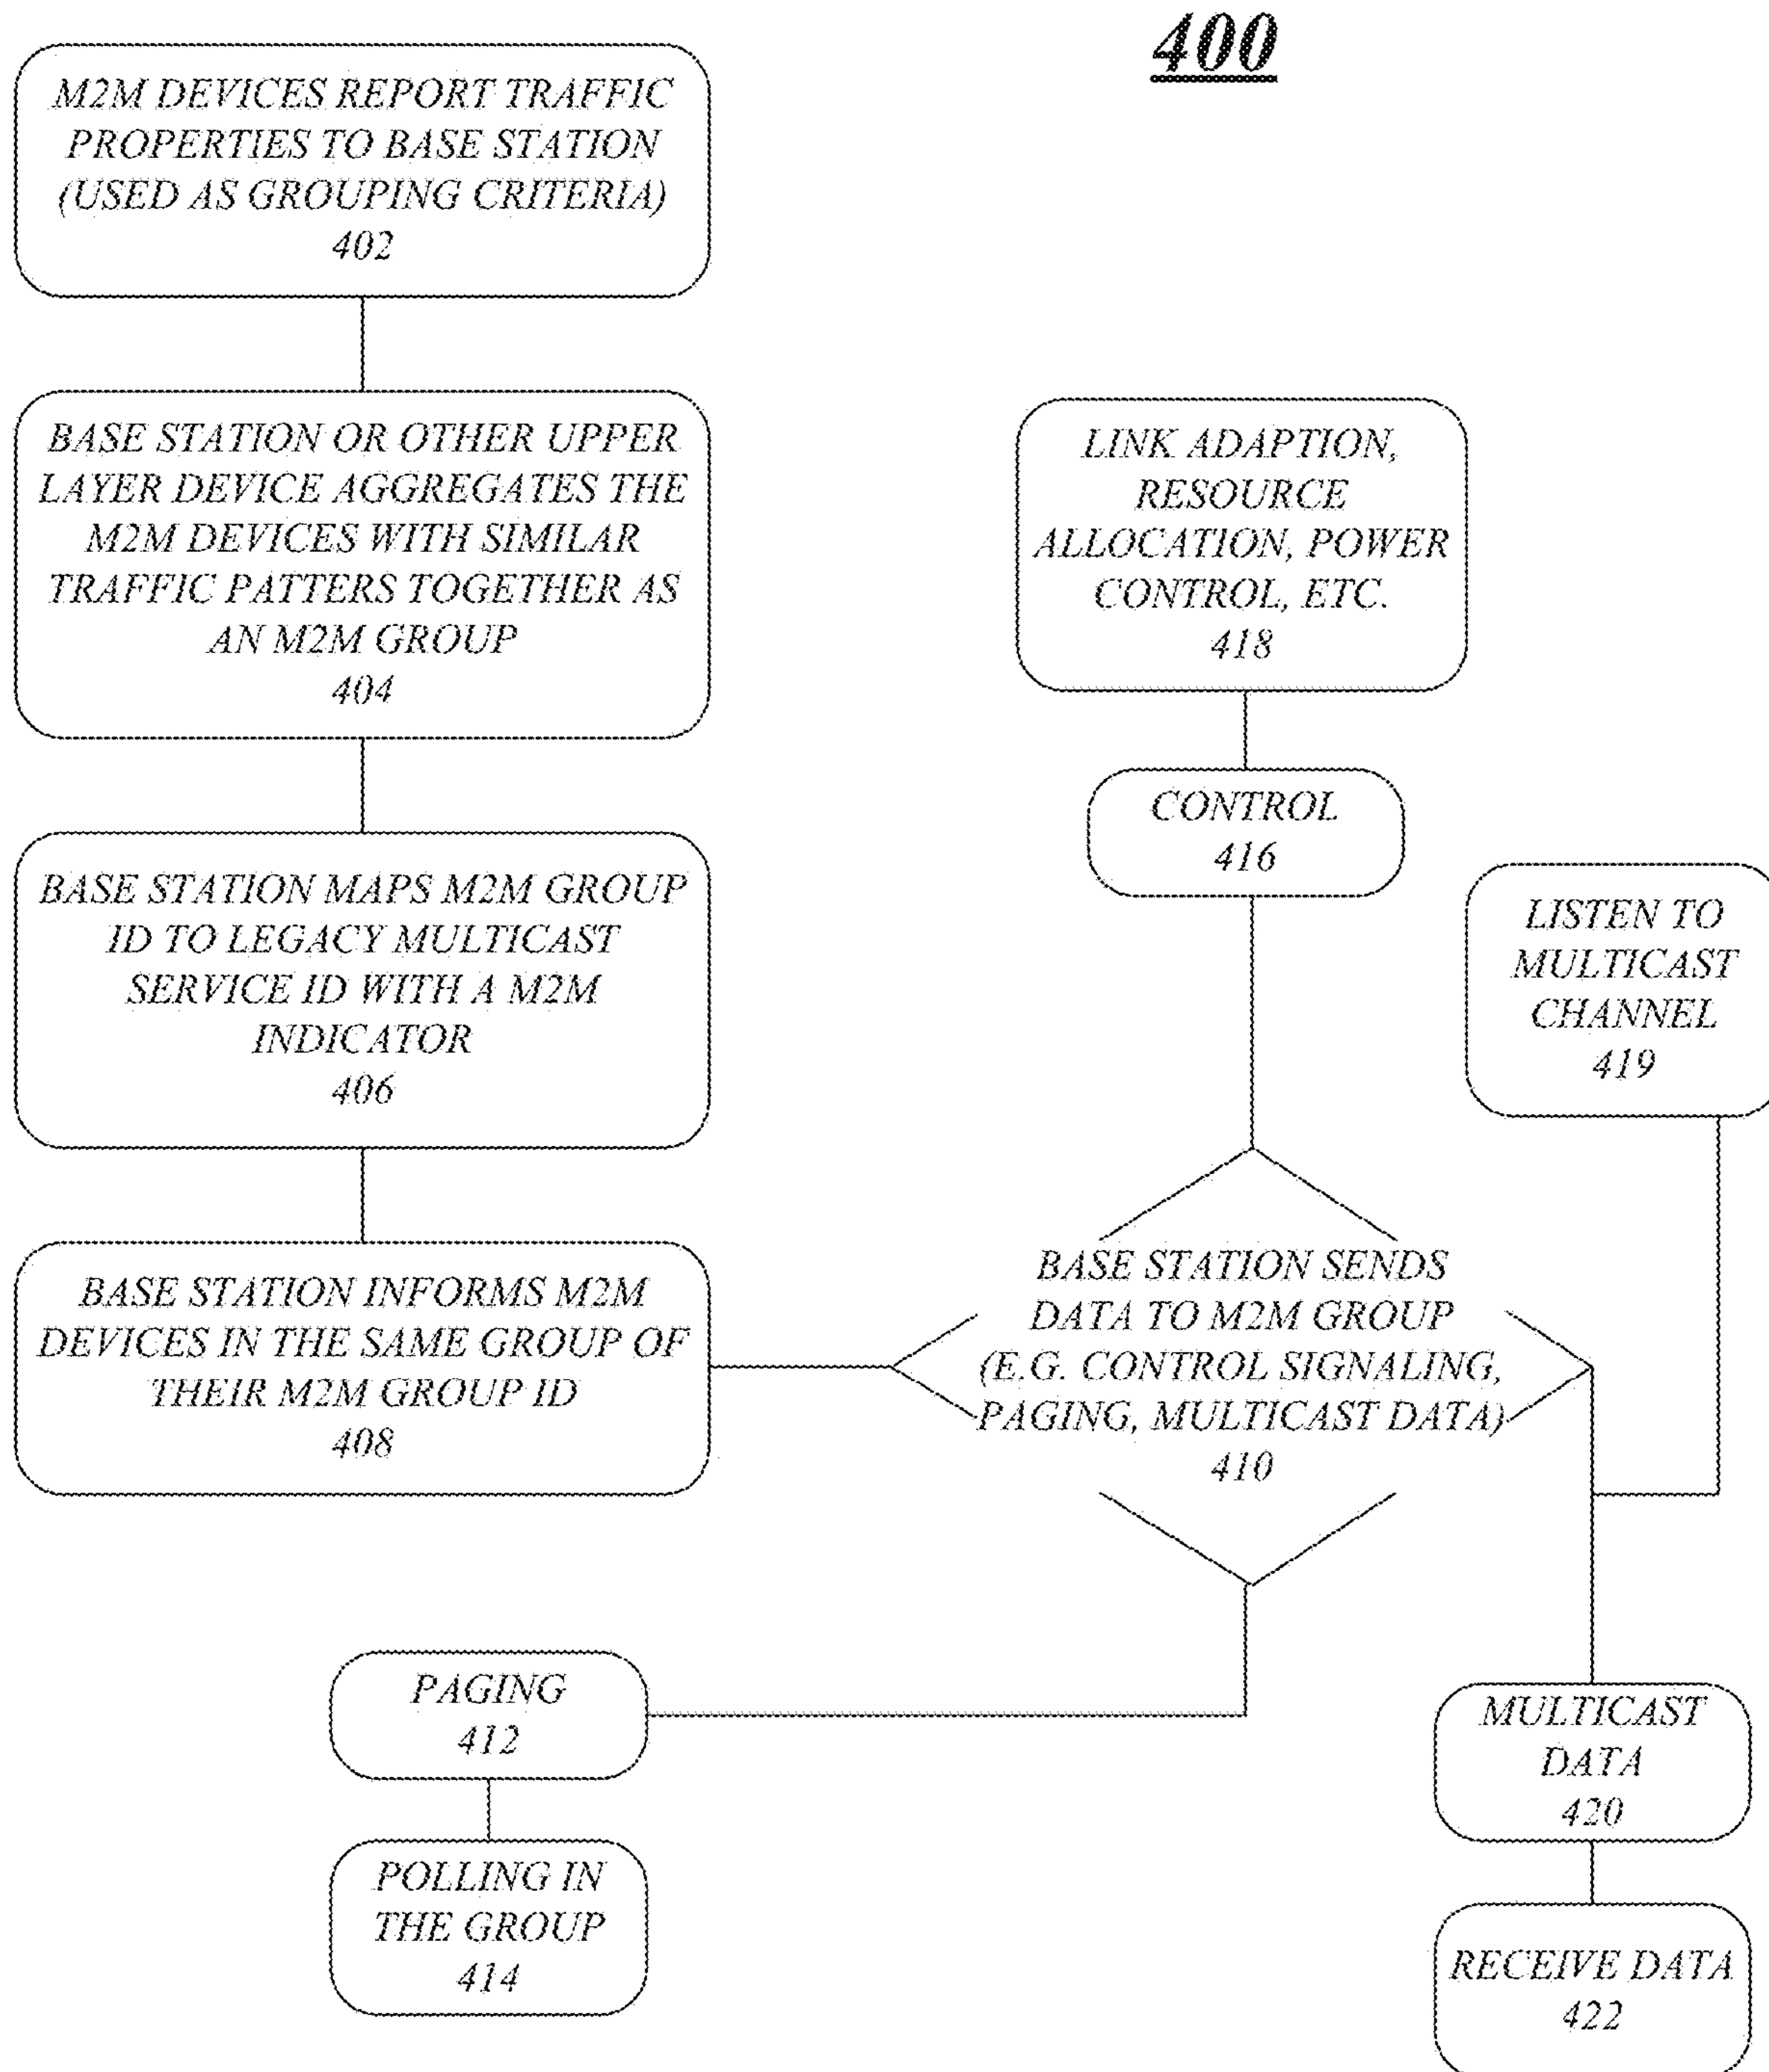 400
M2M DEVICES REPORT TRAFFIC
PROPERTIES TO BASE STATION
(USED AS GROUPING CRITERIA)
402
BASE STATION OR OTHER UPPER
LAYER DEVICE AGGREGATES THE
M2M DEVICES WITH SIMILAR
TRAFFIC PATTERS TOGETHER AS
AN M2M GROUP
404
BASE STATION MAPS M2M GROUP
ID TO LEGACY MULTICAST
SERVICE ID WITH A M2M
INDICATOR
406
BASE STATION INFORMS M2M
DEVICES IN THE SAME GROUP OF
THEIR M2M GROUP ID
408
LINK ADAPTION,
RESOURCE
ALLOCATION, POWER
CONTROL, ETC.
418
CONTROL
416
LISTEN TO
MULTICAST
CHANNEL
419
BASE STATION SENDS
DATA TO M2M GROUP
(E.G. CONTROL SIGNALING,
PAGING, MULTICAST DATA)
410
PAGING
412
POLLING IN
THE GROUP
414
MULTICAST
DATA
420
RECEIVE DATA
422